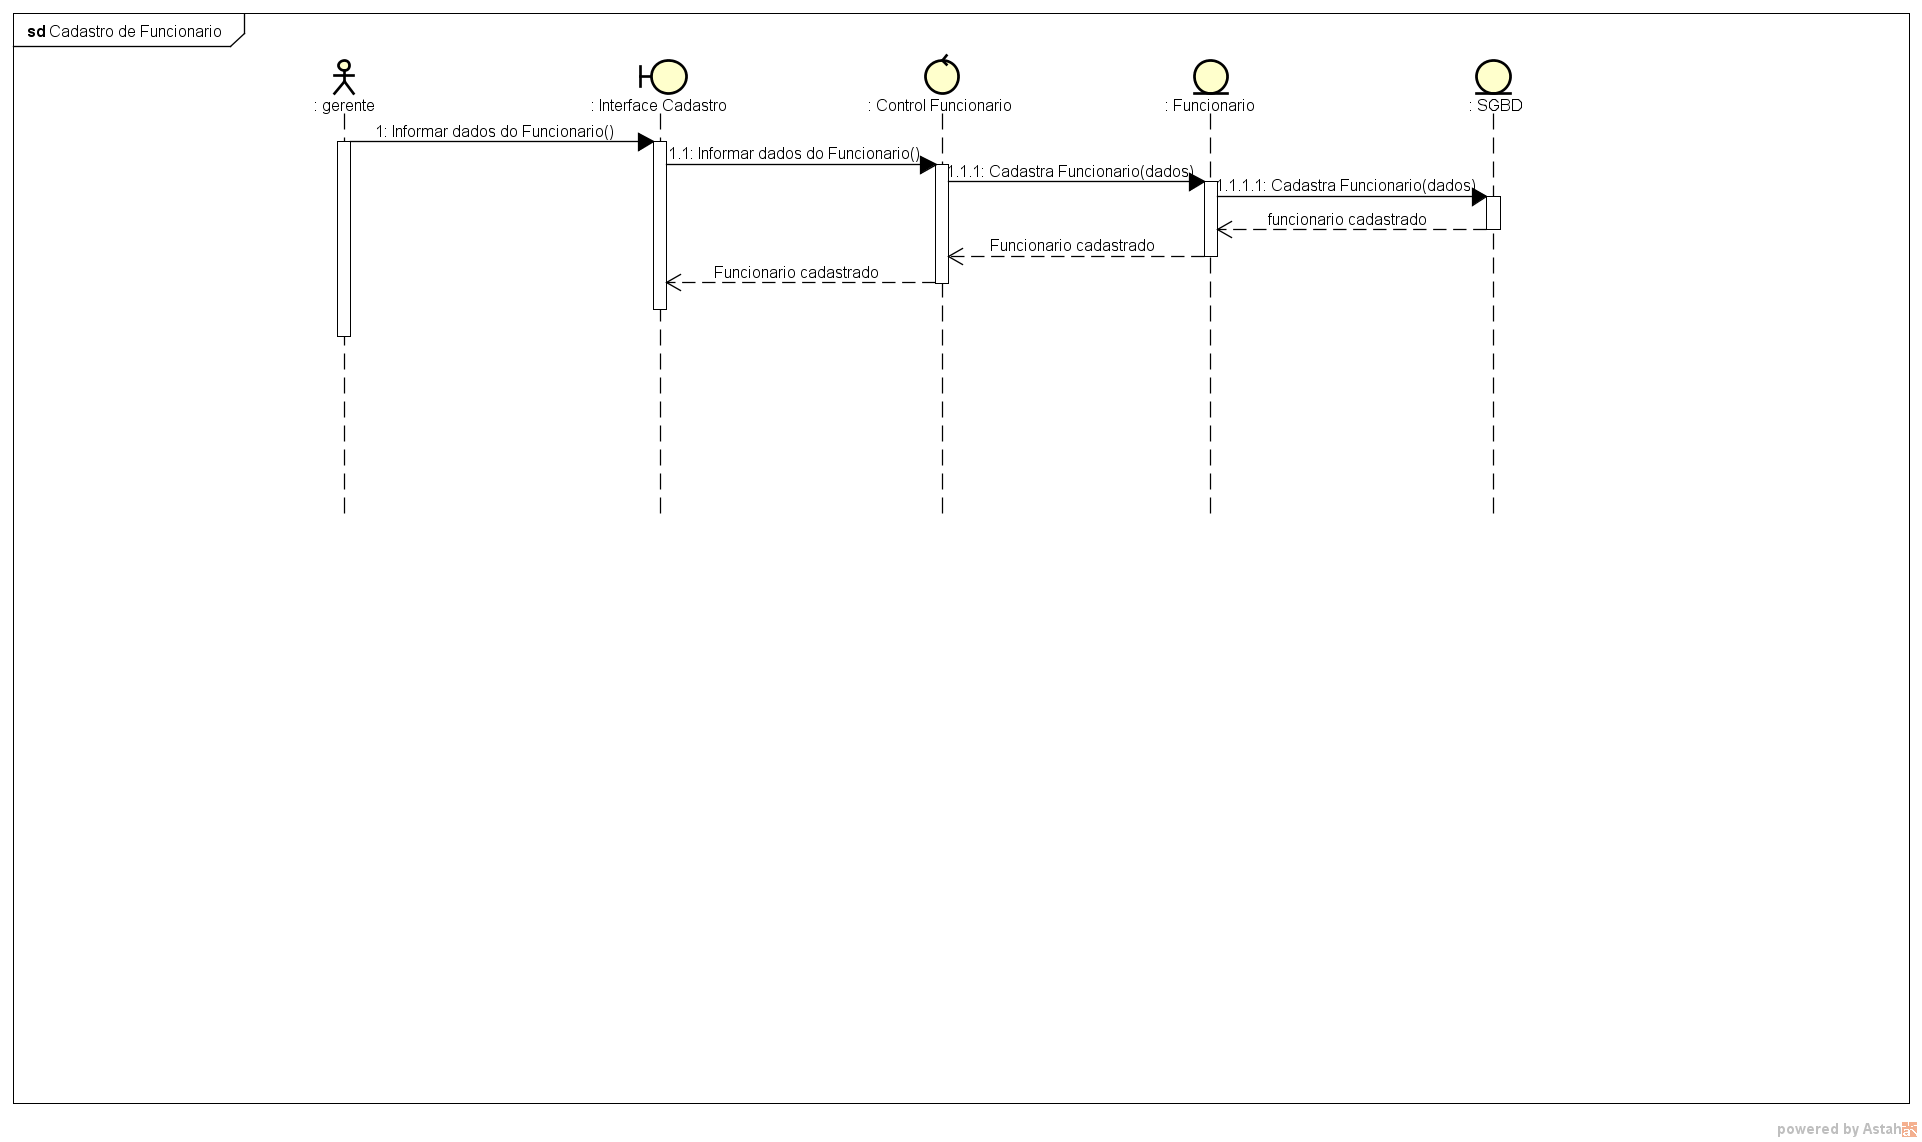 sd Cadastro de Funcionario
: gerente
: Interface Cadastro
: Control Funcionario
: Funcionario
: SGBD
1: Informar dados do Funcionario()
1.1: Informar dados do Funcionario()
1.1.1: Cadastra Funcionario(dados)
1.1.1.1: Cadastra Funcionario(dados)
funcionario cadastrado
Funcionario cadastrado
Funcionario cadastrado
powered by Astah